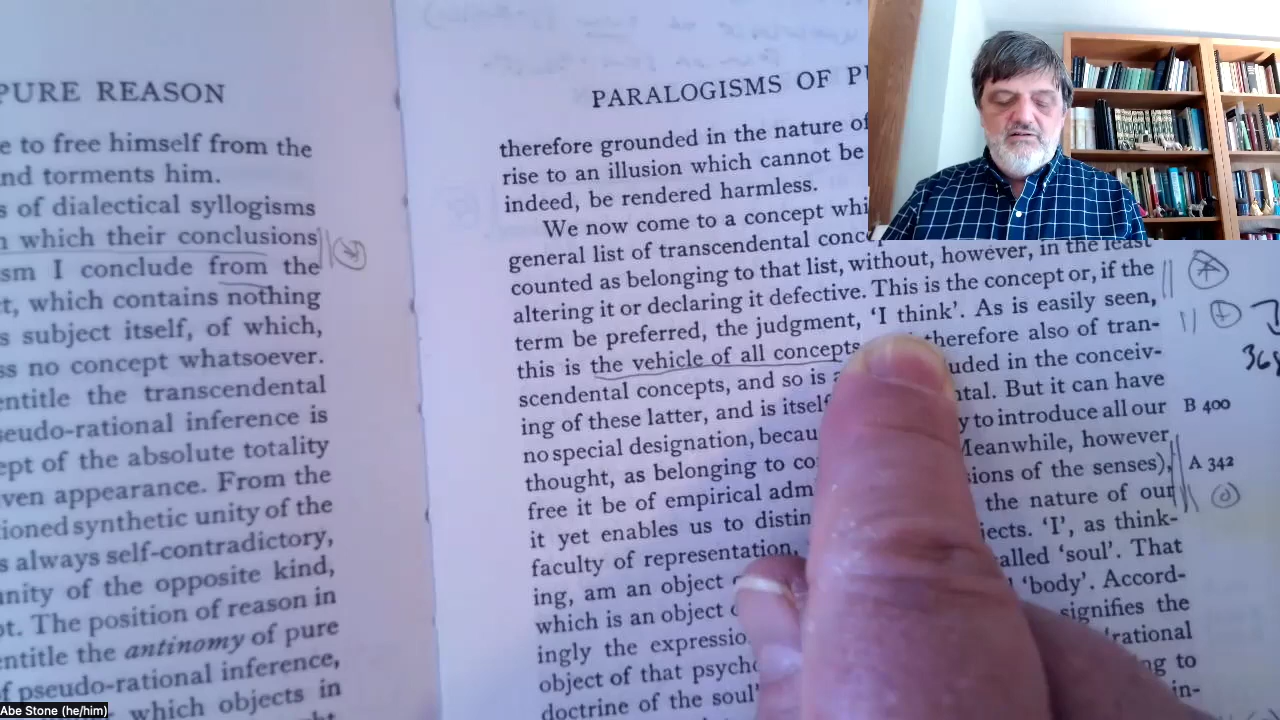 PURE REASON
e to free himself from the
nd torments him.
s of dialectical syllogisms
n which their conclusions
sm I conclude from the
t, which contains nothing
s subject itself, of which,
ss no concept whatsoever.
entitle the transcendental
seudo-rational inference is
ept of the absolute totality
ven appearance. From the
tioned synthetic unity of the
s always self-contradictory,
nity of the opposite kind,
pt. The position of reason in
entitle the antinomy of pure
f pseudo-rational inference,
which objects in
PARALOGISMS OF PU
therefore grounded in the nature of
rise to an illusion which cannot be
indeed, be rendered harmless.
We now come to a concept whi
general list of transcendental conce
counted as belonging to that list, without, however, in the least
altering it or declaring it defective. This is the concept or, if the
term be preferred, the judgment, 'I think'. As is easily seen,
this is the vehicle of all concepts therefore also of tran-
scendental concepts, and so is uded in the conceiv-
ing of these latter, and is itself ntal. But it can have
no special designation, becau y to introduce all our
B 400
thought, as belonging to co Meanwhile, however
free it be of empirical adm sions of the senses),
A 342
it yet enables us to distin the nature of our
faculty of representation, jects. 'I', as think-
ing, am an object alled 'soul'. That
which is an object 'body'. Accord-
ingly the expressio signifies the
object of that psycho rational
doctrine of the soul' ng to
in-
Abe Stone (he/him)